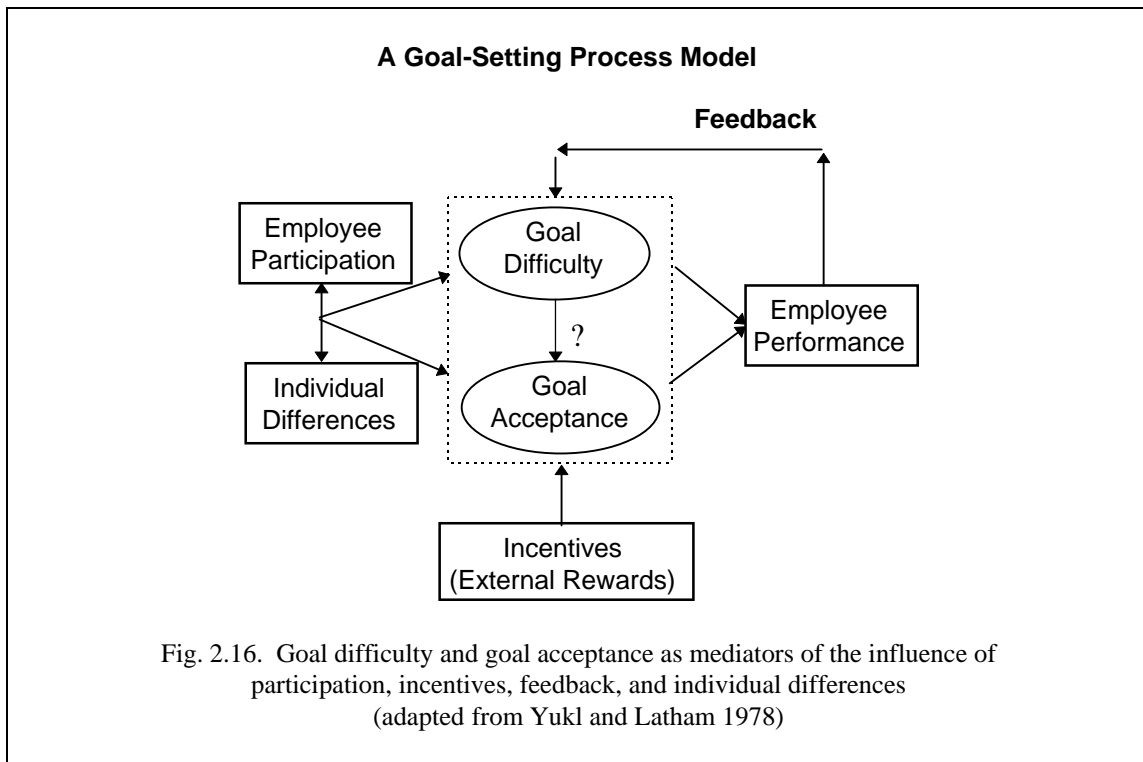 A Goal-Setting Process Model
Feedback
Employee
Participation
Goal
Difficulty
Employee
Performance
?
Individual
Differences
Goal
Acceptance
Incentives
(External Rewards)
Fig. 2.16.  Goal difficulty and goal acceptance as mediators of the influence of
participation, incentives, feedback, and individual differences
(adapted from Yukl and Latham 1978)